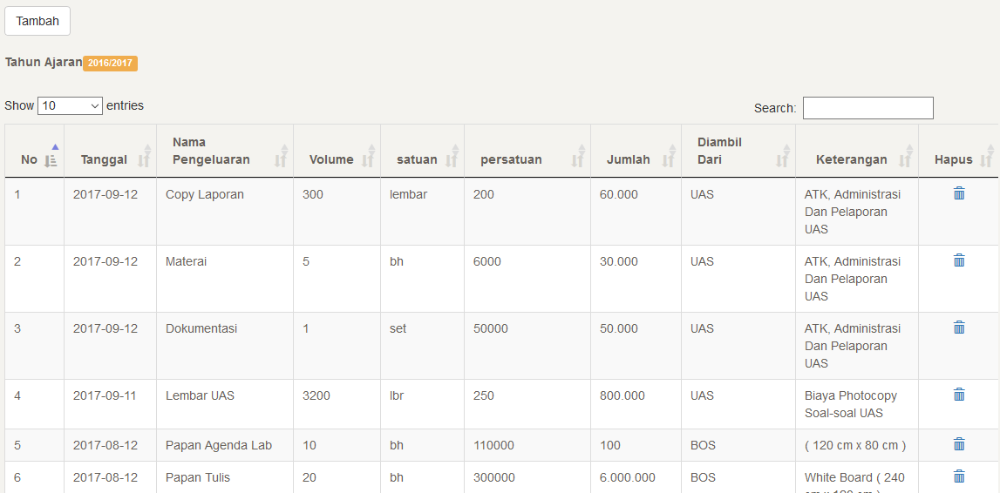 Tambah
Tahun Ajaran 2016/2017
Show 10 entries
Search:
No Tanggal Nama Pengeluaran Volume satuan persatuan Jumlah Diambil Dari Keterangan Hapus
1 2017-09-12 Copy Laporan 300 lembar 200 60.000 UAS ATK, Administrasi
Dan Pelaporan
UAS
2 2017-09-12 Materai 5 bh 6000 30.000 UAS ATK, Administrasi
Dan Pelaporan
UAS
3 2017-09-12 Dokumentasi 1 set 50000 50.000 UAS ATK, Administrasi
Dan Pelaporan
UAS
4 2017-09-11 Lembar UAS 3200 lbr 250 800.000 UAS Biaya Photocopy
Soal-soal UAS
5 2017-08-12 Papan Agenda Lab 10 bh 110000 100 BOS ( 120 cm x 80 cm )
6 2017-08-12 Papan Tulis 20 bh 300000 6.000.000 BOS White Board ( 240